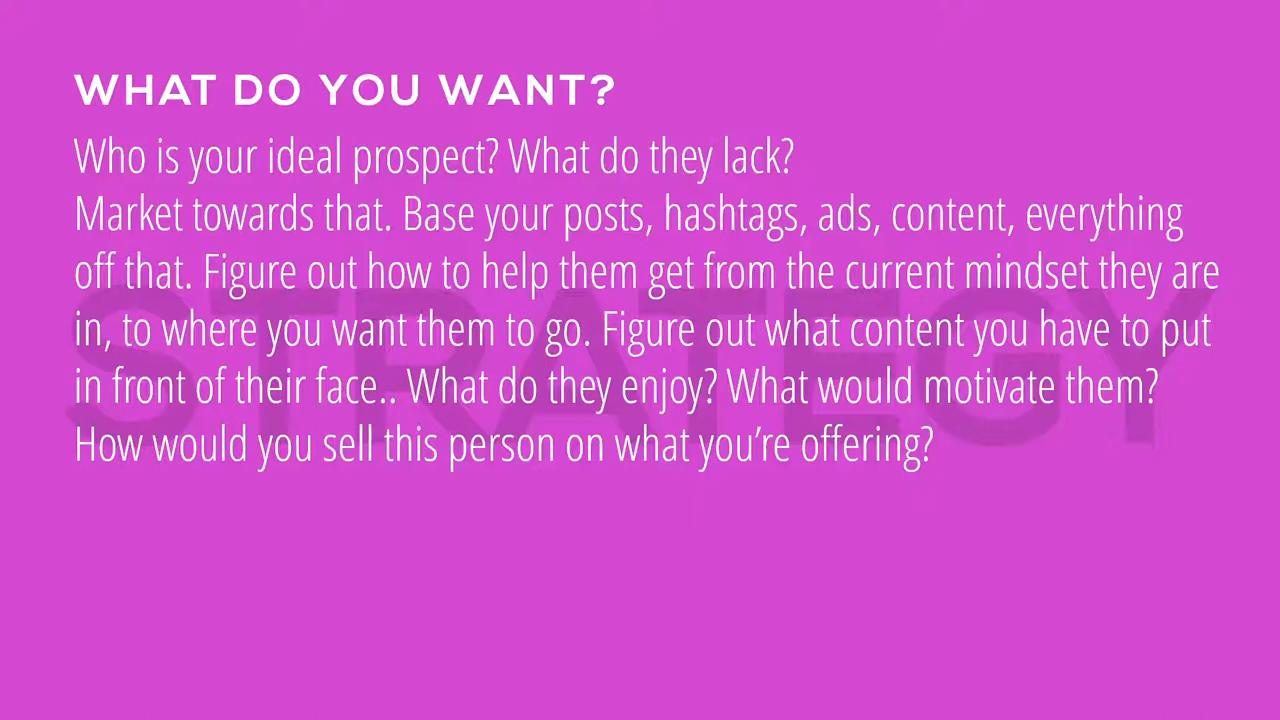 WHAT DO YOU WANT?
Who is your ideal prospect? What do they lack?
Market towards that. Base your posts, hashtags, ads, content, everything
off that. Figure out how to help them get from the current mindset they are
in, to where you want them to go. Figure out what content you have to put
in front of their face.. What do they enjoy? What would motivate them?
How would you sell this person on what you’re offering?
STRATEGY